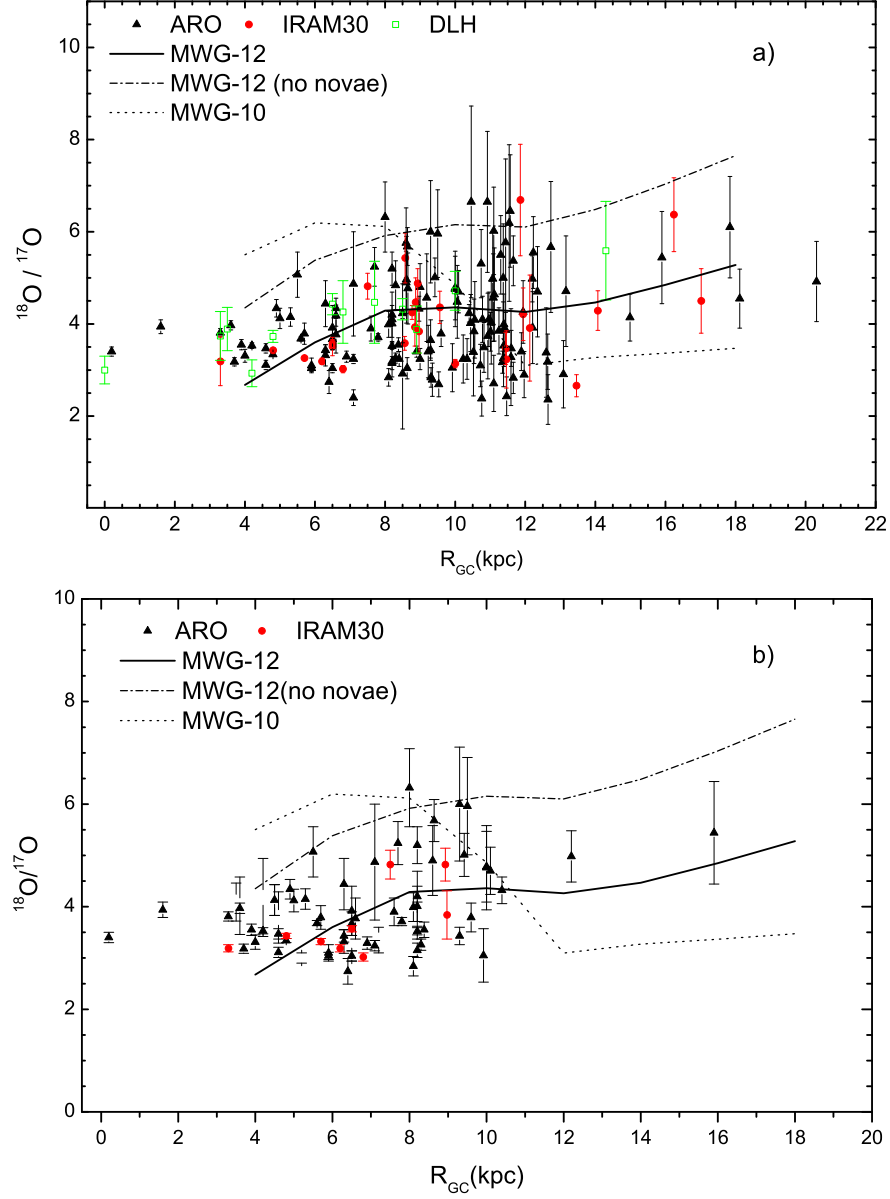 10
8
6
4
2
¹⁸O / ¹⁷O
ARO IRAM30 DLH
MWG-12
MWG-12 (no novae)
MWG-10
a)
0 2 4 6 8 10 12 14 16 18 20 22
R_GC(kpc)
10
8
6
4
2
0
¹⁸O/¹⁷O
ARO IRAM30
MWG-12
MWG-12(no novae)
MWG-10
b)
0 2 4 6 8 10 12 14 16 18 20
R_GC(kpc)